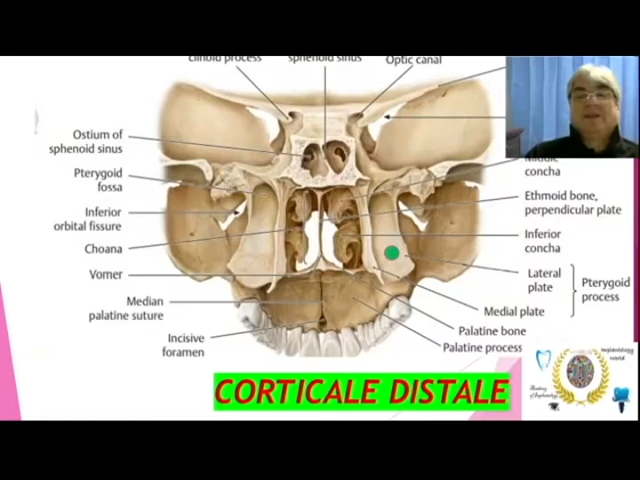 clinoid process
sphenoid sinus
Optic canal
Ostium of
sphenoid sinus
Pterygoid
fossa
Inferior
orbital fissure
Choana
Vomer
Median
palatine suture
Incisive
foramen
Middle
concha
Ethmoid bone,
perpendicular plate
Inferior
concha
Lateral
plate
Pterygoid
process
Medial plate
Palatine bone
Palatine process
CORTICALE DISTALE
Implantology
world